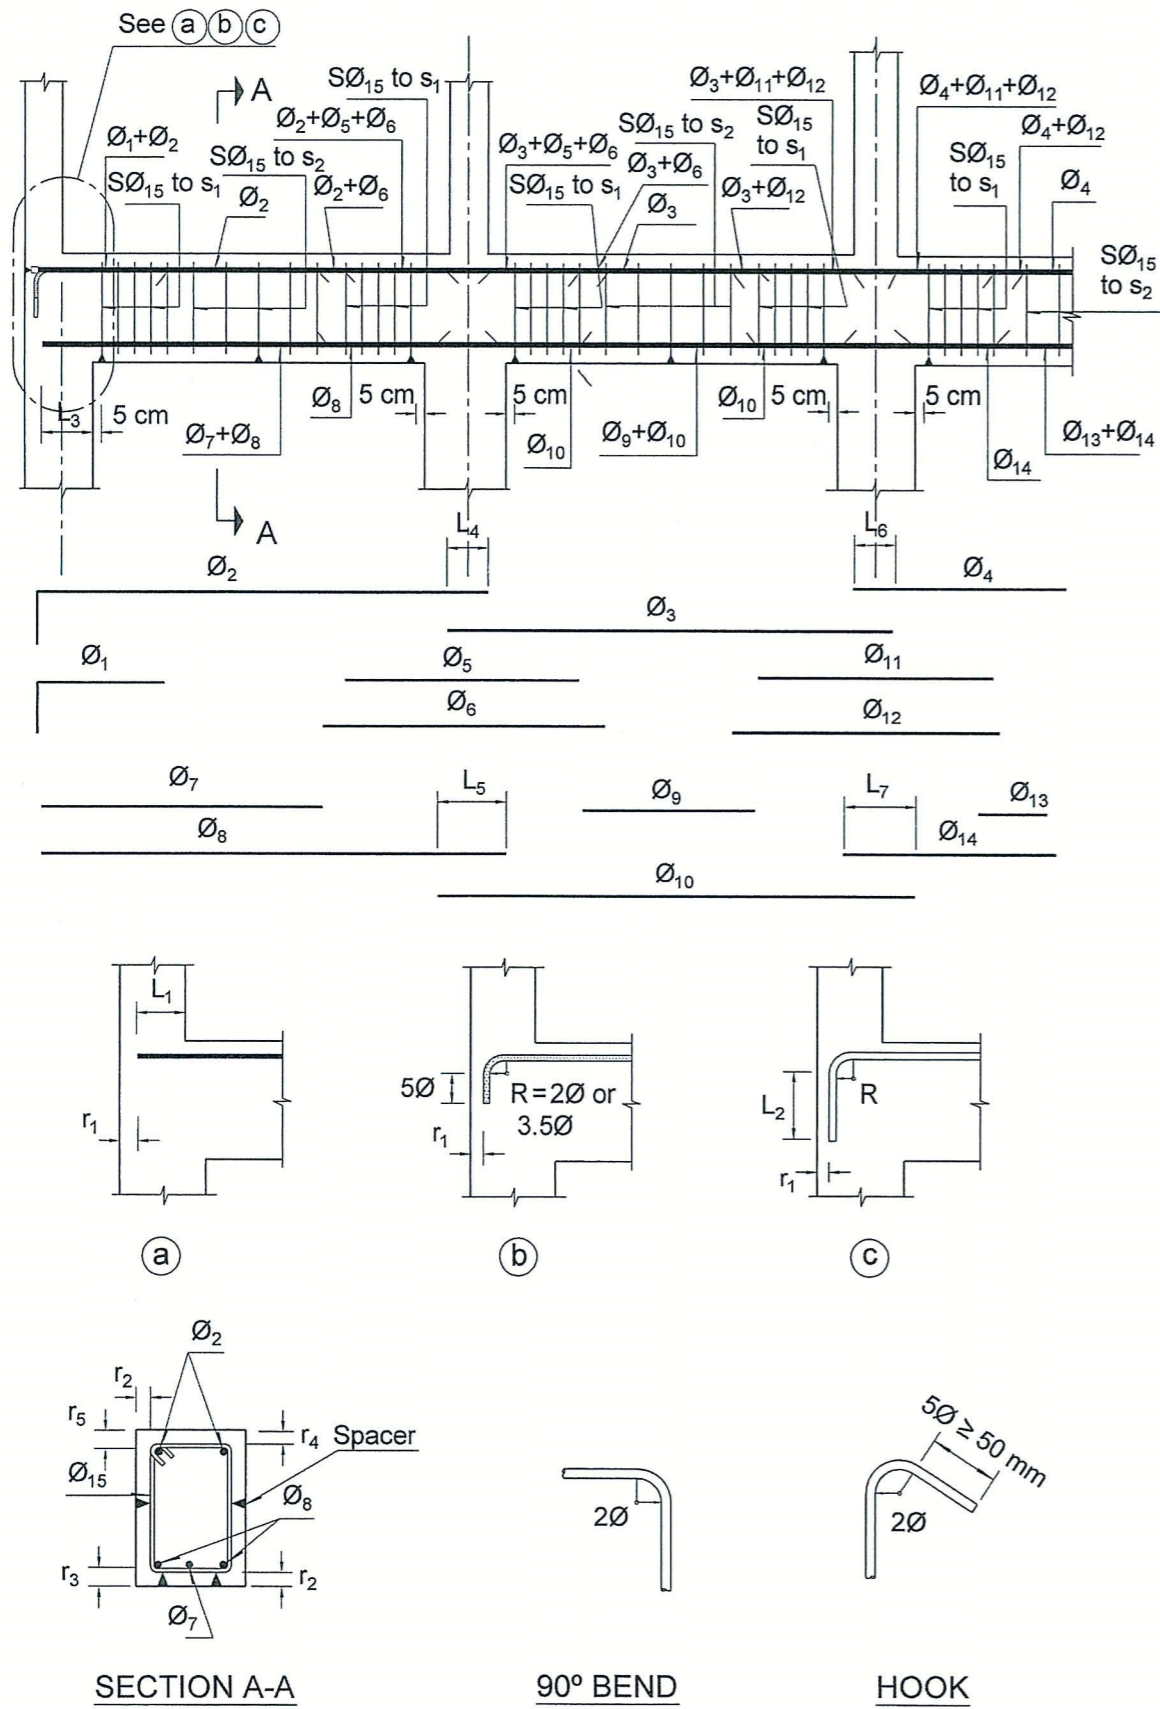 See a b c
A
SØ15 to s1
Ø3+Ø11+Ø12
Ø4+Ø11+Ø12
Ø1+Ø2
Ø2+Ø5+Ø6
SØ15 to s2
SØ15
to s1
Ø4+Ø12
SØ15 to s1
SØ15 to s2
Ø3+Ø5+Ø6
Ø3+Ø6
SØ15
to s1
Ø2
Ø2+Ø6
SØ15 to s1
Ø3
Ø3+Ø12
Ø4
SØ15
to s2
L3
5 cm
Ø7+Ø8
Ø8
5 cm
Ø10
Ø9+Ø10
Ø10
5 cm
5 cm
Ø14
Ø13+Ø14
A
L4
L6
Ø2
Ø4
Ø3
Ø1
Ø5
Ø11
Ø6
Ø12
Ø7
L5
Ø9
L7
Ø13
Ø8
Ø14
Ø10
L1
r1
5Ø
R=2Ø or
3.5Ø
r1
L2
R
r1
a
b
c
Ø2
r2
r5
r4
Spacer
Ø15
Ø8
r3
r2
Ø7
2Ø
5Ø ≥ 50 mm
2Ø
SECTION A-A
90º BEND
HOOK